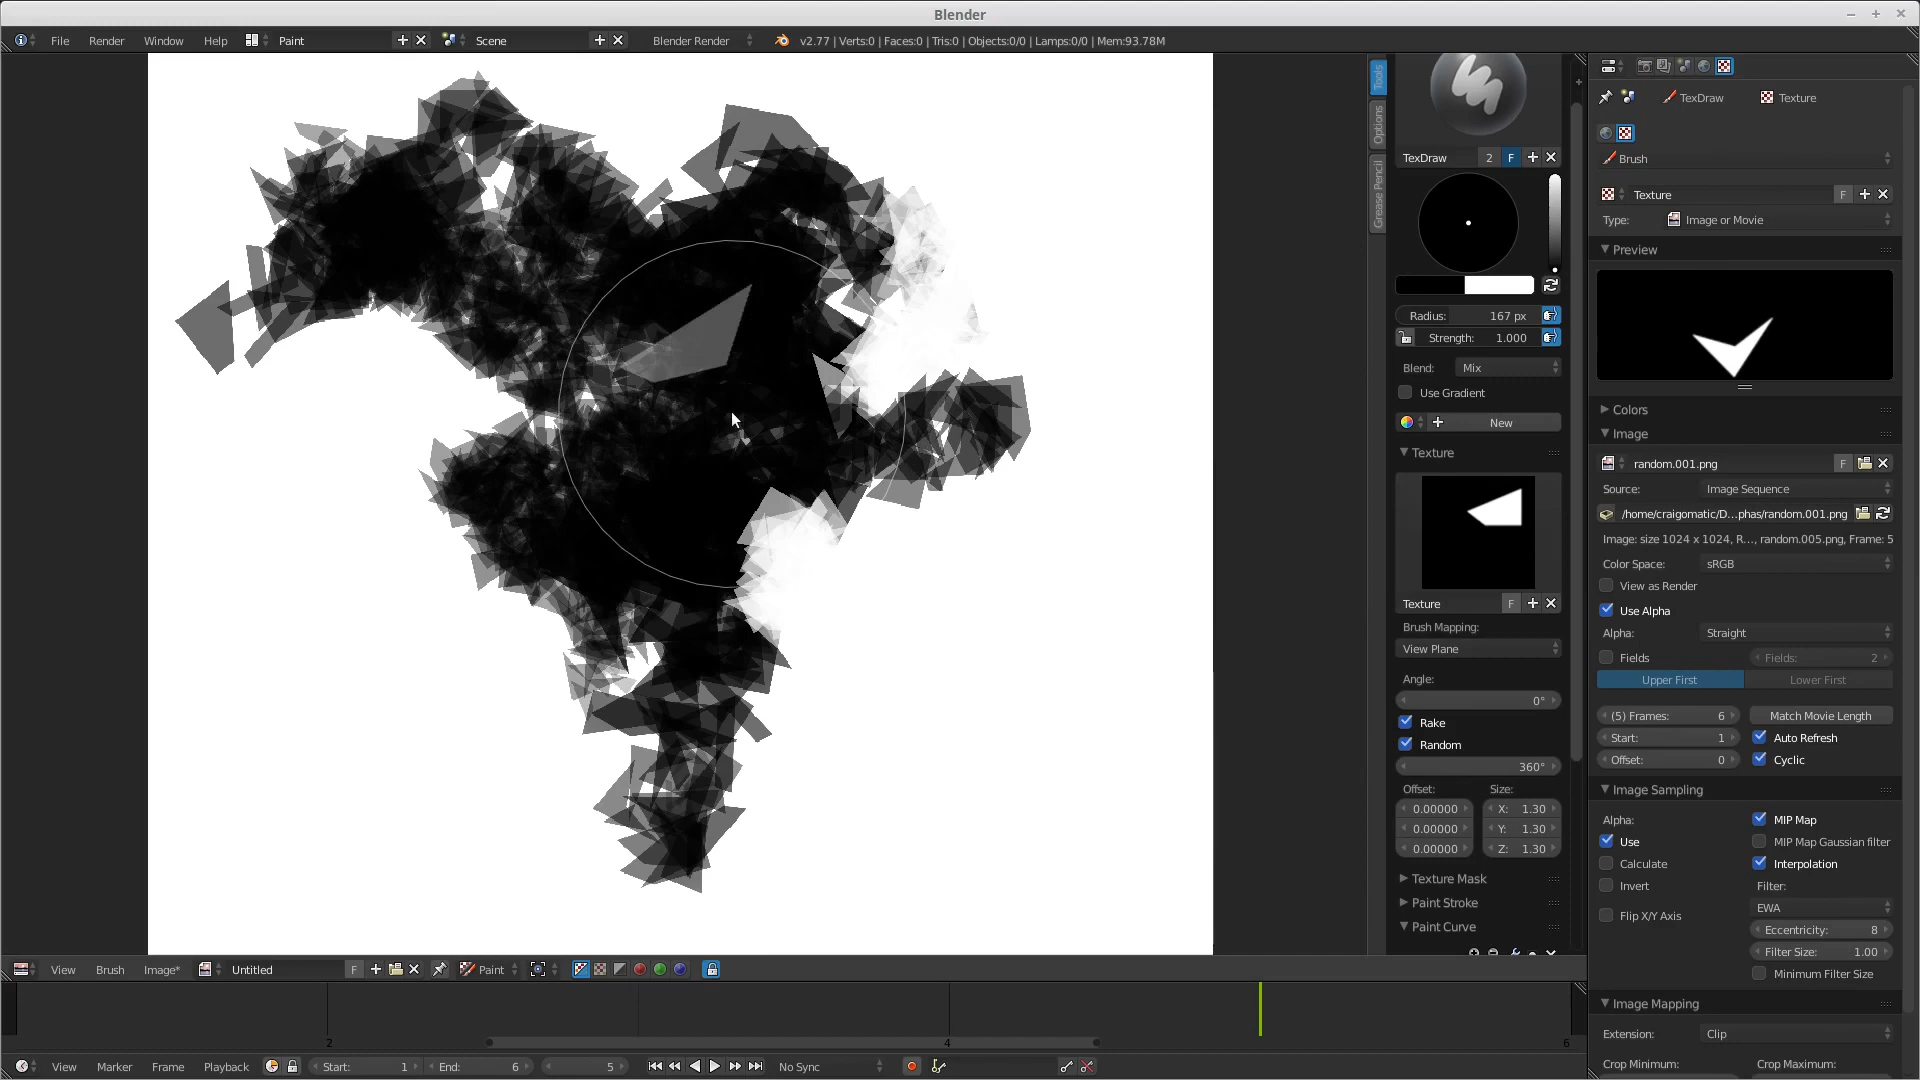 Blender
File Render Window Help Paint Scene Blender Render v2.77 | Verts:0 | Faces:0 | Tris:0 | Objects:0/0 | Lamps:0/0 | Mem:93.78M
Tools
Options
Grease Pencil
TexDraw 2 F
Radius: 167 px
Strength: 1.000
Blend: Mix
Use Gradient
New
Texture
Texture F
Brush Mapping:
View Plane
Angle:
0°
Rake
Random
360°
Offset: Size:
0.00000 X: 1.30
0.00000 Y: 1.30
0.00000 Z: 1.30
Texture Mask
Paint Stroke
Paint Curve
TexDraw Texture
Brush
Texture F
Type: Image or Movie
Preview
Colors
Image
random.001.png F
Source: Image Sequence
/home/craigomatic/D...phas/random.001.png
Image: size 1024 x 1024, R..., random.005.png, Frame: 5
Color Space: sRGB
View as Render
Use Alpha
Alpha: Straight
Fields Fields: 2
Upper First Lower First
(5) Frames: 6 Match Movie Length
Start: 1 Auto Refresh
Offset: 0 Cyclic
Image Sampling
Alpha: MIP Map
Use MIP Map Gaussian filter
Calculate Interpolation
Invert Filter:
Flip X/Y Axis EWA
Eccentricity: 8
Filter Size: 1.00
Minimum Filter Size
Image Mapping
Extension: Clip
Crop Minimum: Crop Maximum:
View Brush Image* Untitled F Paint
2 4 6
View Marker Frame Playback Start: 1 End: 6 5 No Sync